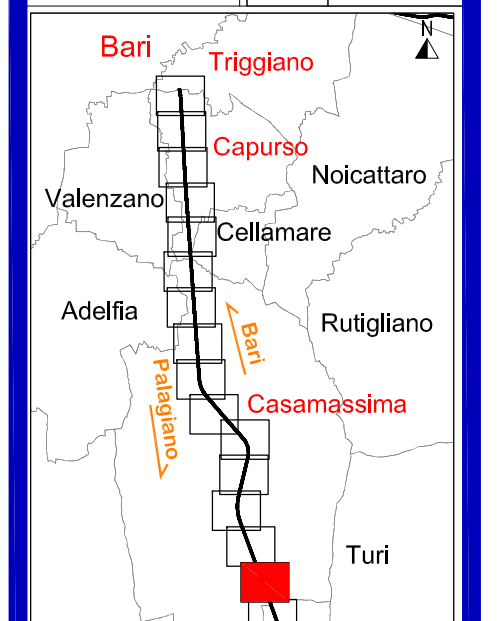 N
Bari
Triggiano
Capurso
Noicattaro
Valenzano
Cellamare
Adelfia
Rutigliano
Bari
Palagiano
Casamassima
Turi